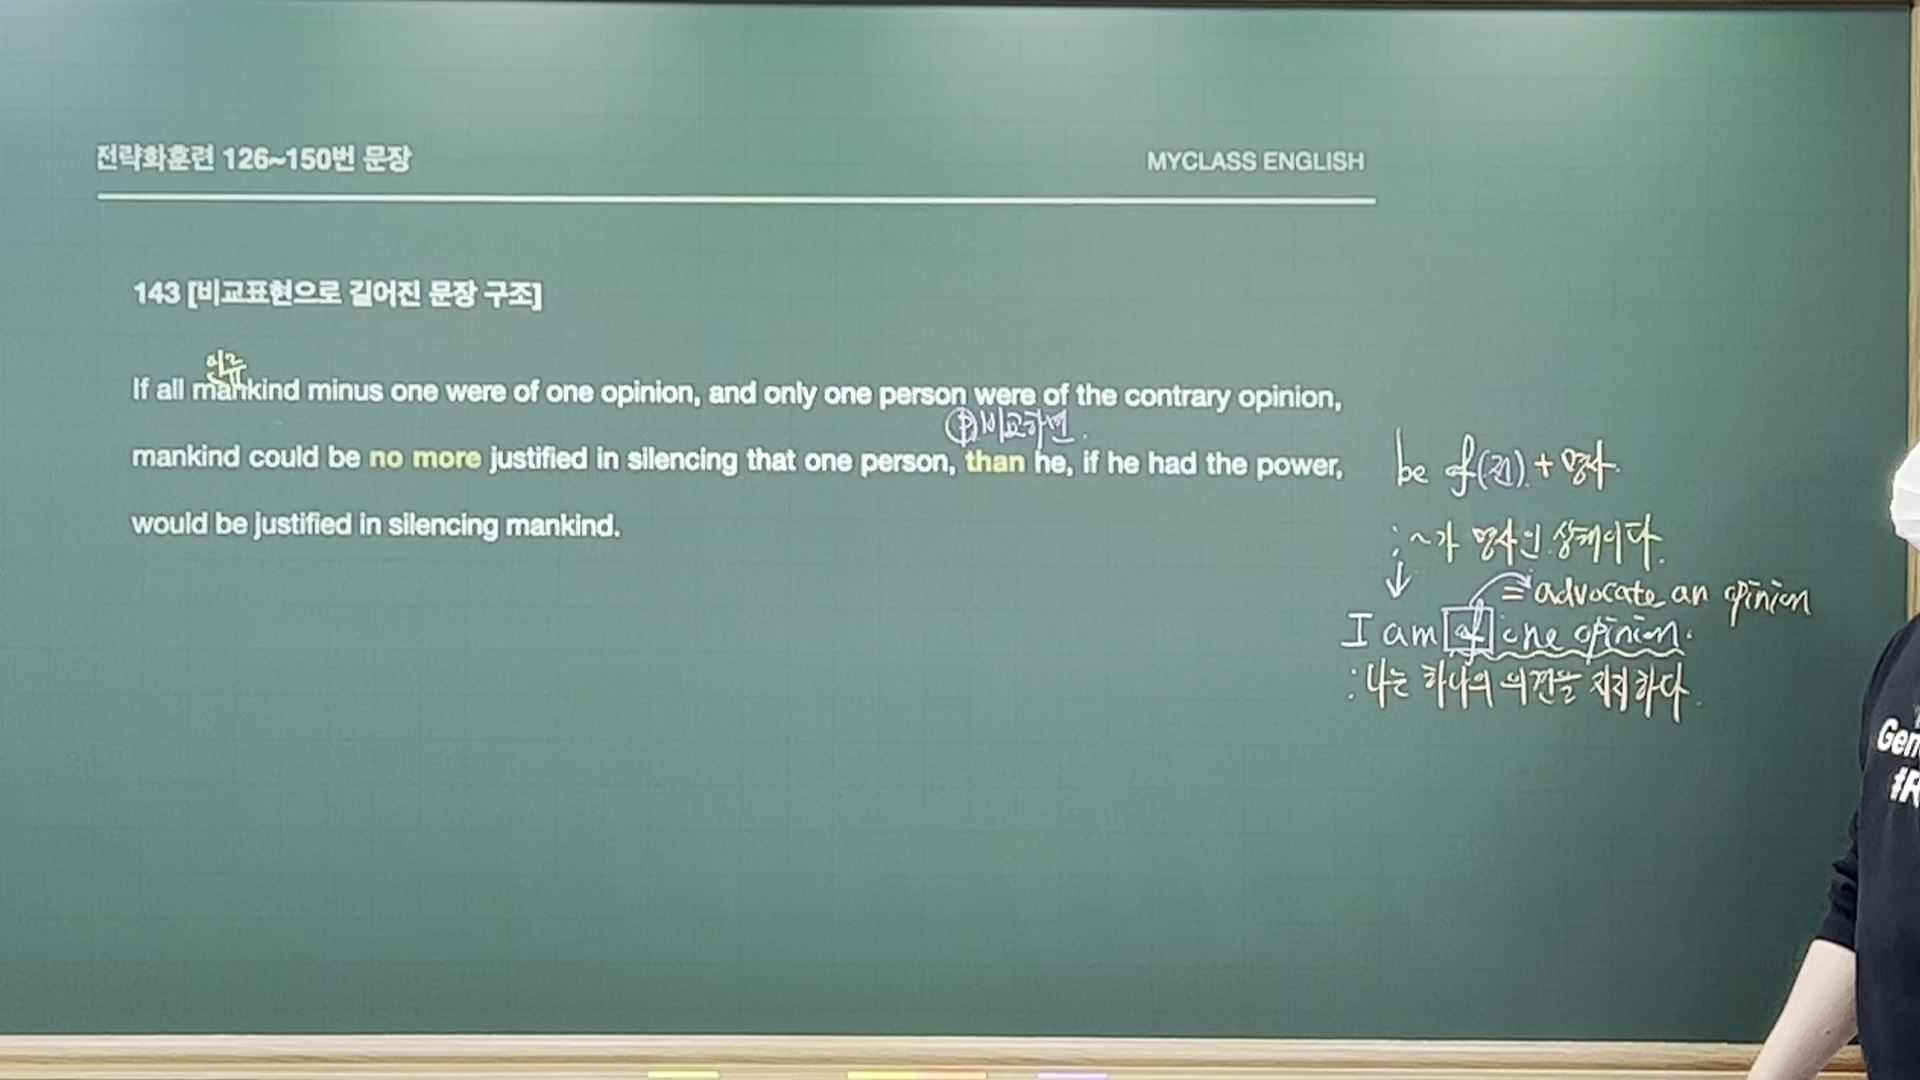 전략화훈련 126~150번 문장
MYCLASS ENGLISH
143 [비교표현으로 길어진 문장 구조]
인류
If all mankind minus one were of one opinion, and only one person were of the contrary opinion,
비교하면
mankind could be no more justified in silencing that one person, than he, if he had the power,
would be justified in silencing mankind.
be of(전) + 명사
: ~가 명사인 상태이다.
↓ = advocate an opinion
I am of one opinion.
: 나는 하나의 의견을 지지하다.
Gen
#R